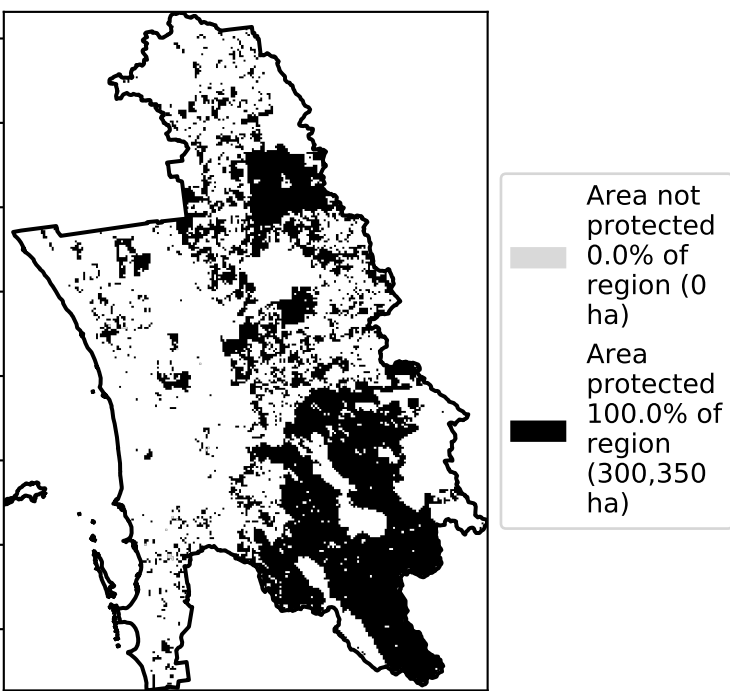 Area not
protected
0.0% of
region (0
ha)
Area
protected
100.0% of
region
(300,350
ha)